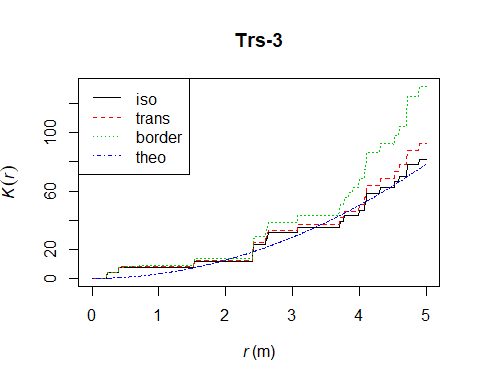 Trs-3
iso
trans
border
theo
K(r)
100
60
20
0
0 1 2 3 4 5
r (m)